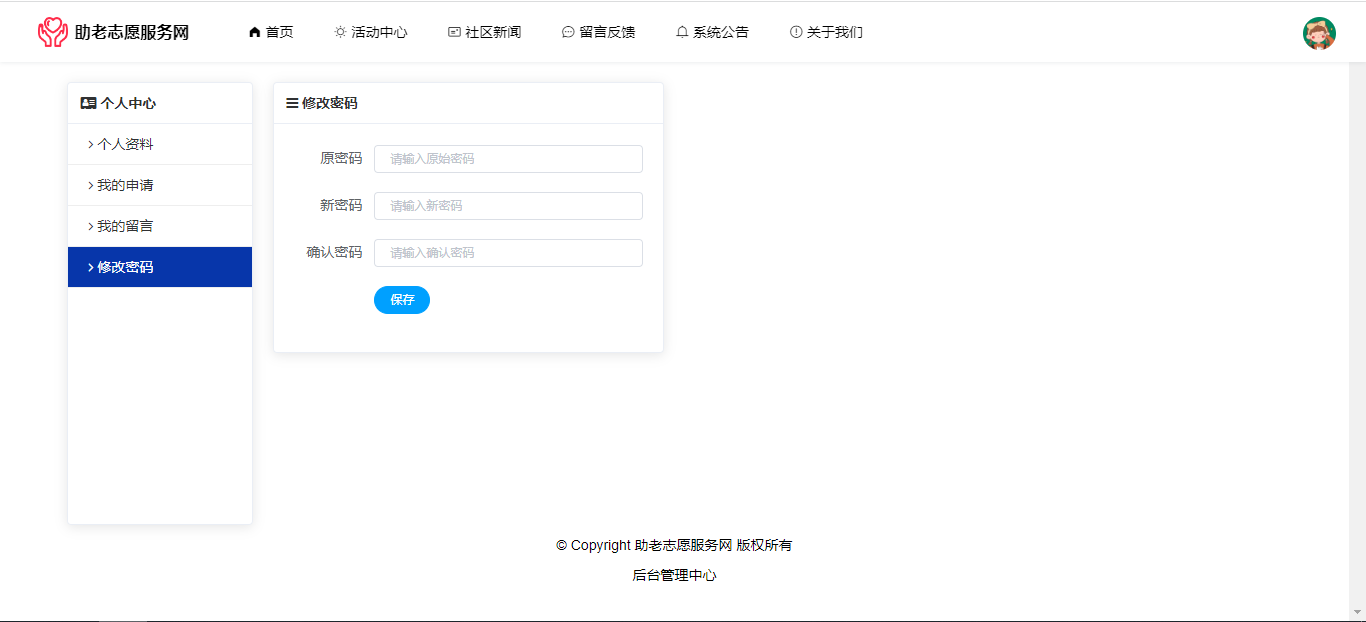 助老志愿服务网 首页 活动中心 社区新闻 留言反馈 系统公告 关于我们
个人中心
个人资料
我的申请
我的留言
修改密码
修改密码
原密码 请输入原始密码
新密码 请输入新密码
确认密码 请输入确认密码
保存
© Copyright 助老志愿服务网 版权所有
后台管理中心